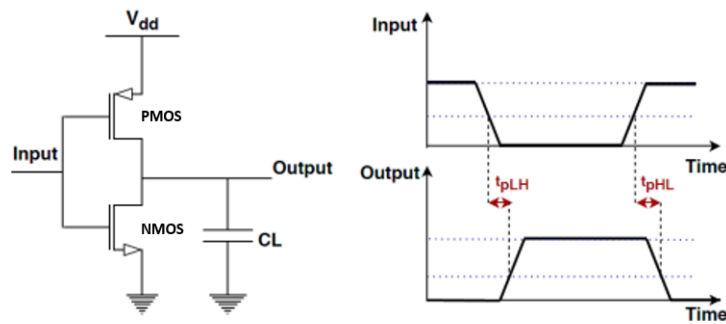 Vdd
PMOS
Input
Output
NMOS
CL
Input
Time
Output
tpLH
tpHL
Time